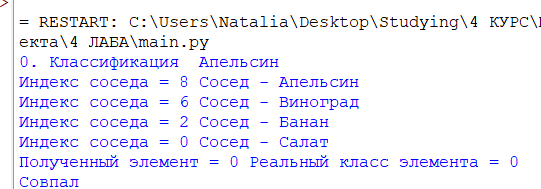 = RESTART: C:\Users\Natalia\Desktop\Studying\4 КУРС\
екта\4 ЛАБА\main.py
0. Классификация  Апельсин
Индекс соседа = 8 Сосед - Апельсин
Индекс соседа = 6 Сосед - Виноград
Индекс соседа = 2 Сосед - Банан
Индекс соседа = 0 Сосед - Салат
Полученный элемент = 0 Реальный класс элемента = 0
Совпал